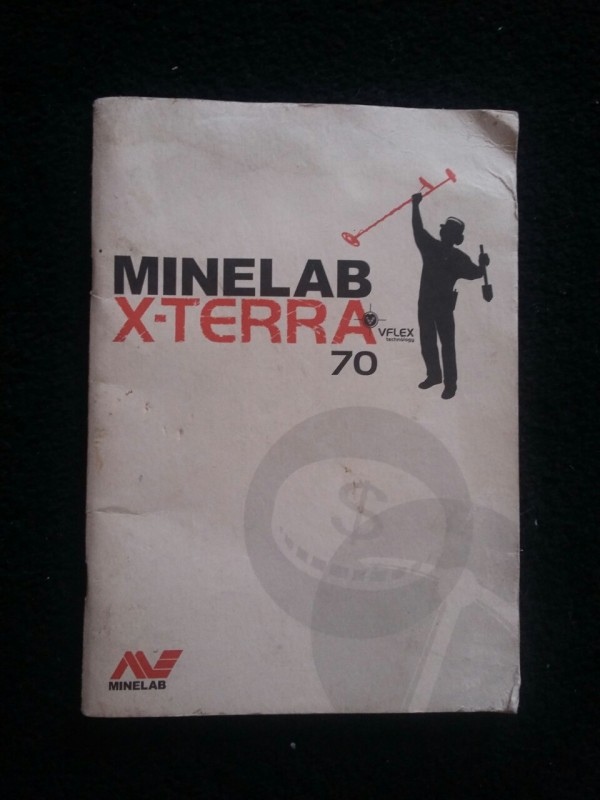 MINELAB
X-TERRA
VFLEX
technology
70
$
MINELAB